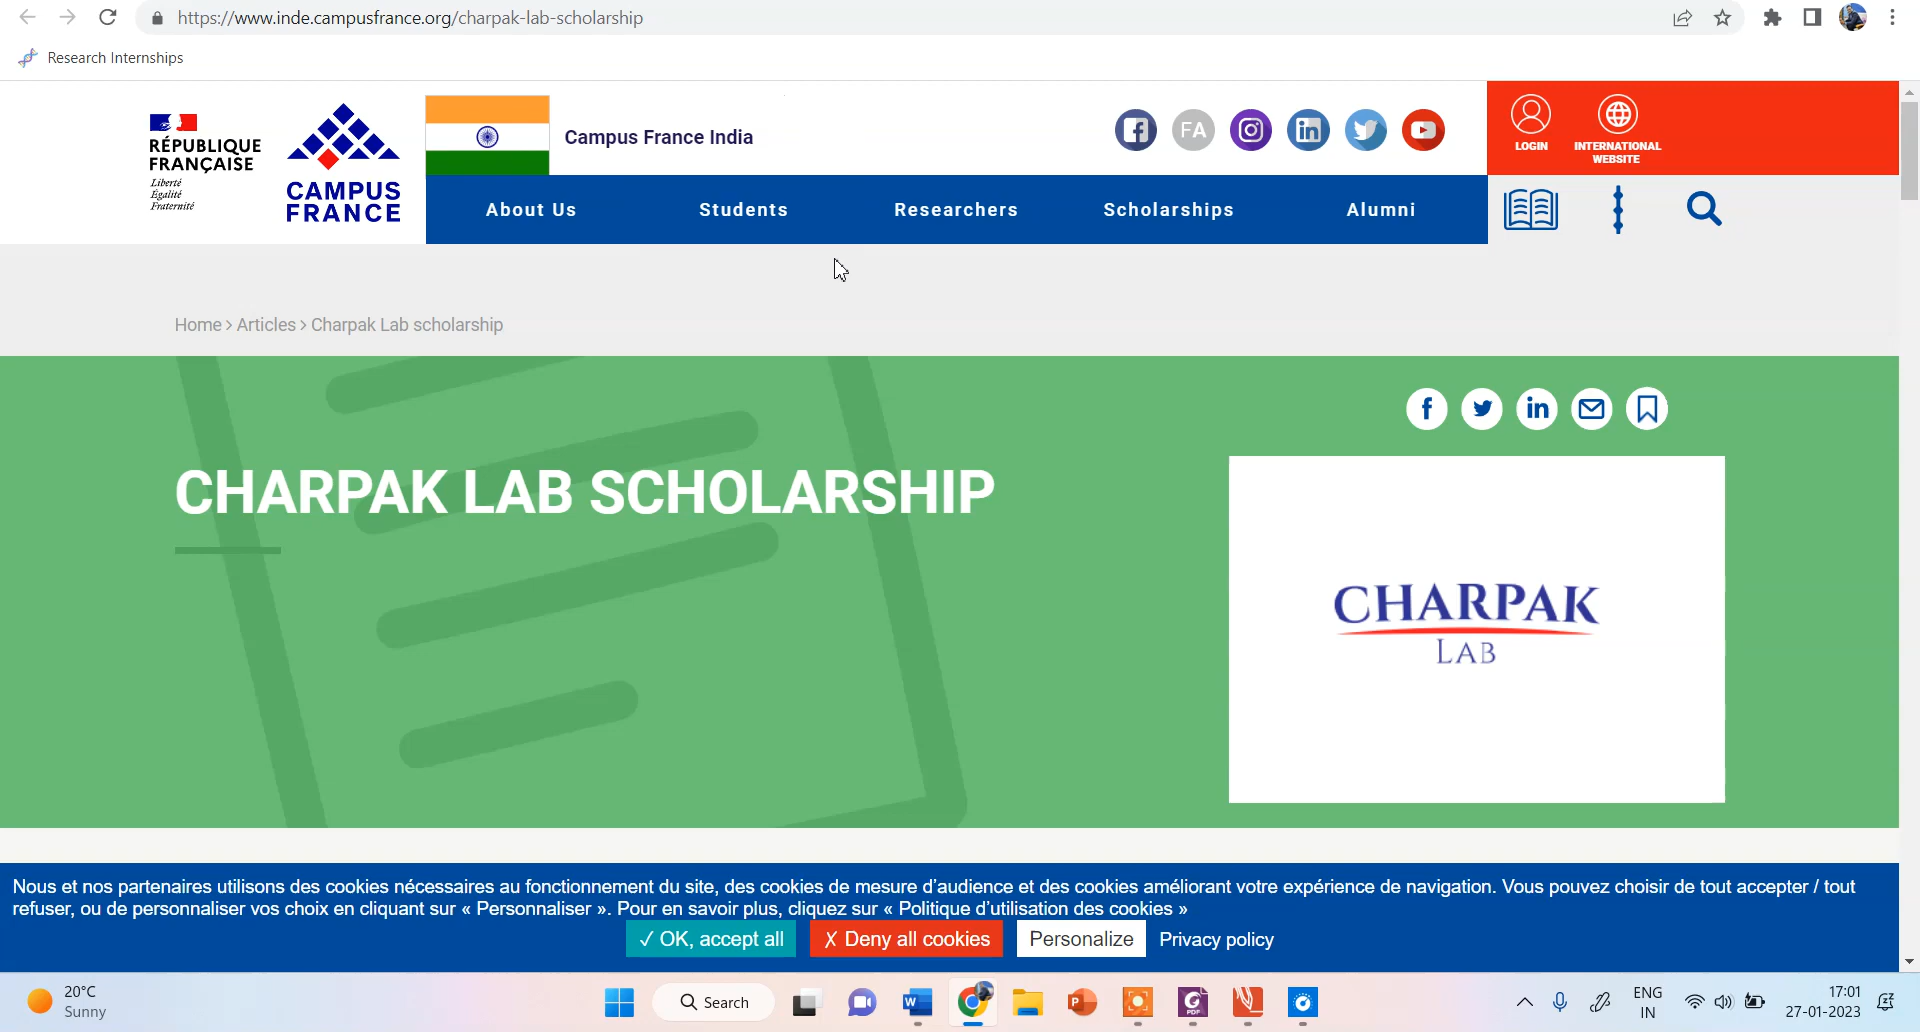 https://www.inde.campusfrance.org/charpak-lab-scholarship
Research Internships
RÉPUBLIQUE
FRANÇAISE
Liberté
Égalité
Fraternité
CAMPUS
FRANCE
Campus France India
FA
LOGIN
INTERNATIONAL
WEBSITE
About Us
Students
Researchers
Scholarships
Alumni
Home > Articles > Charpak Lab scholarship
CHARPAK LAB SCHOLARSHIP
CHARPAK
LAB
Nous et nos partenaires utilisons des cookies nécessaires au fonctionnement du site, des cookies de mesure d'audience et des cookies améliorant votre expérience de navigation. Vous pouvez choisir de tout accepter / tout
refuser, ou de personnaliser vos choix en cliquant sur « Personnaliser ». Pour en savoir plus, cliquez sur « Politique d'utilisation des cookies »
✓ OK, accept all
✗ Deny all cookies
Personalize
Privacy policy
20°C
Sunny
Search
ENG
IN
17:01
27-01-2023